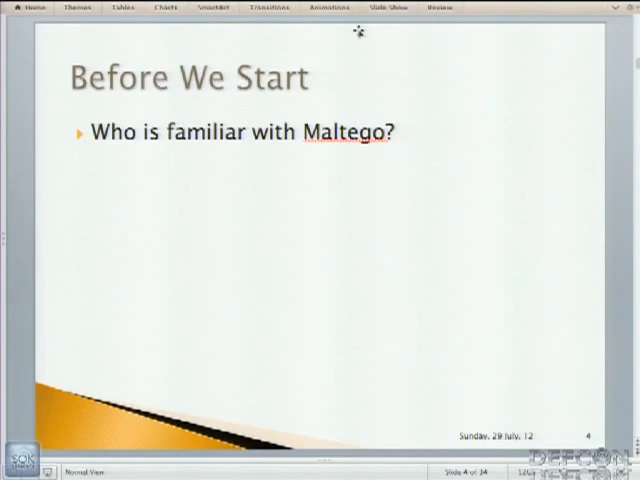 Home Themes Tables Charts SmartArt Transitions Animations Slide Show Review
Before We Start
Who is familiar with Maltego?
Sunday, 29 July, 12
4
SOK
Normal View
Slide 4 of 34
DEFCON